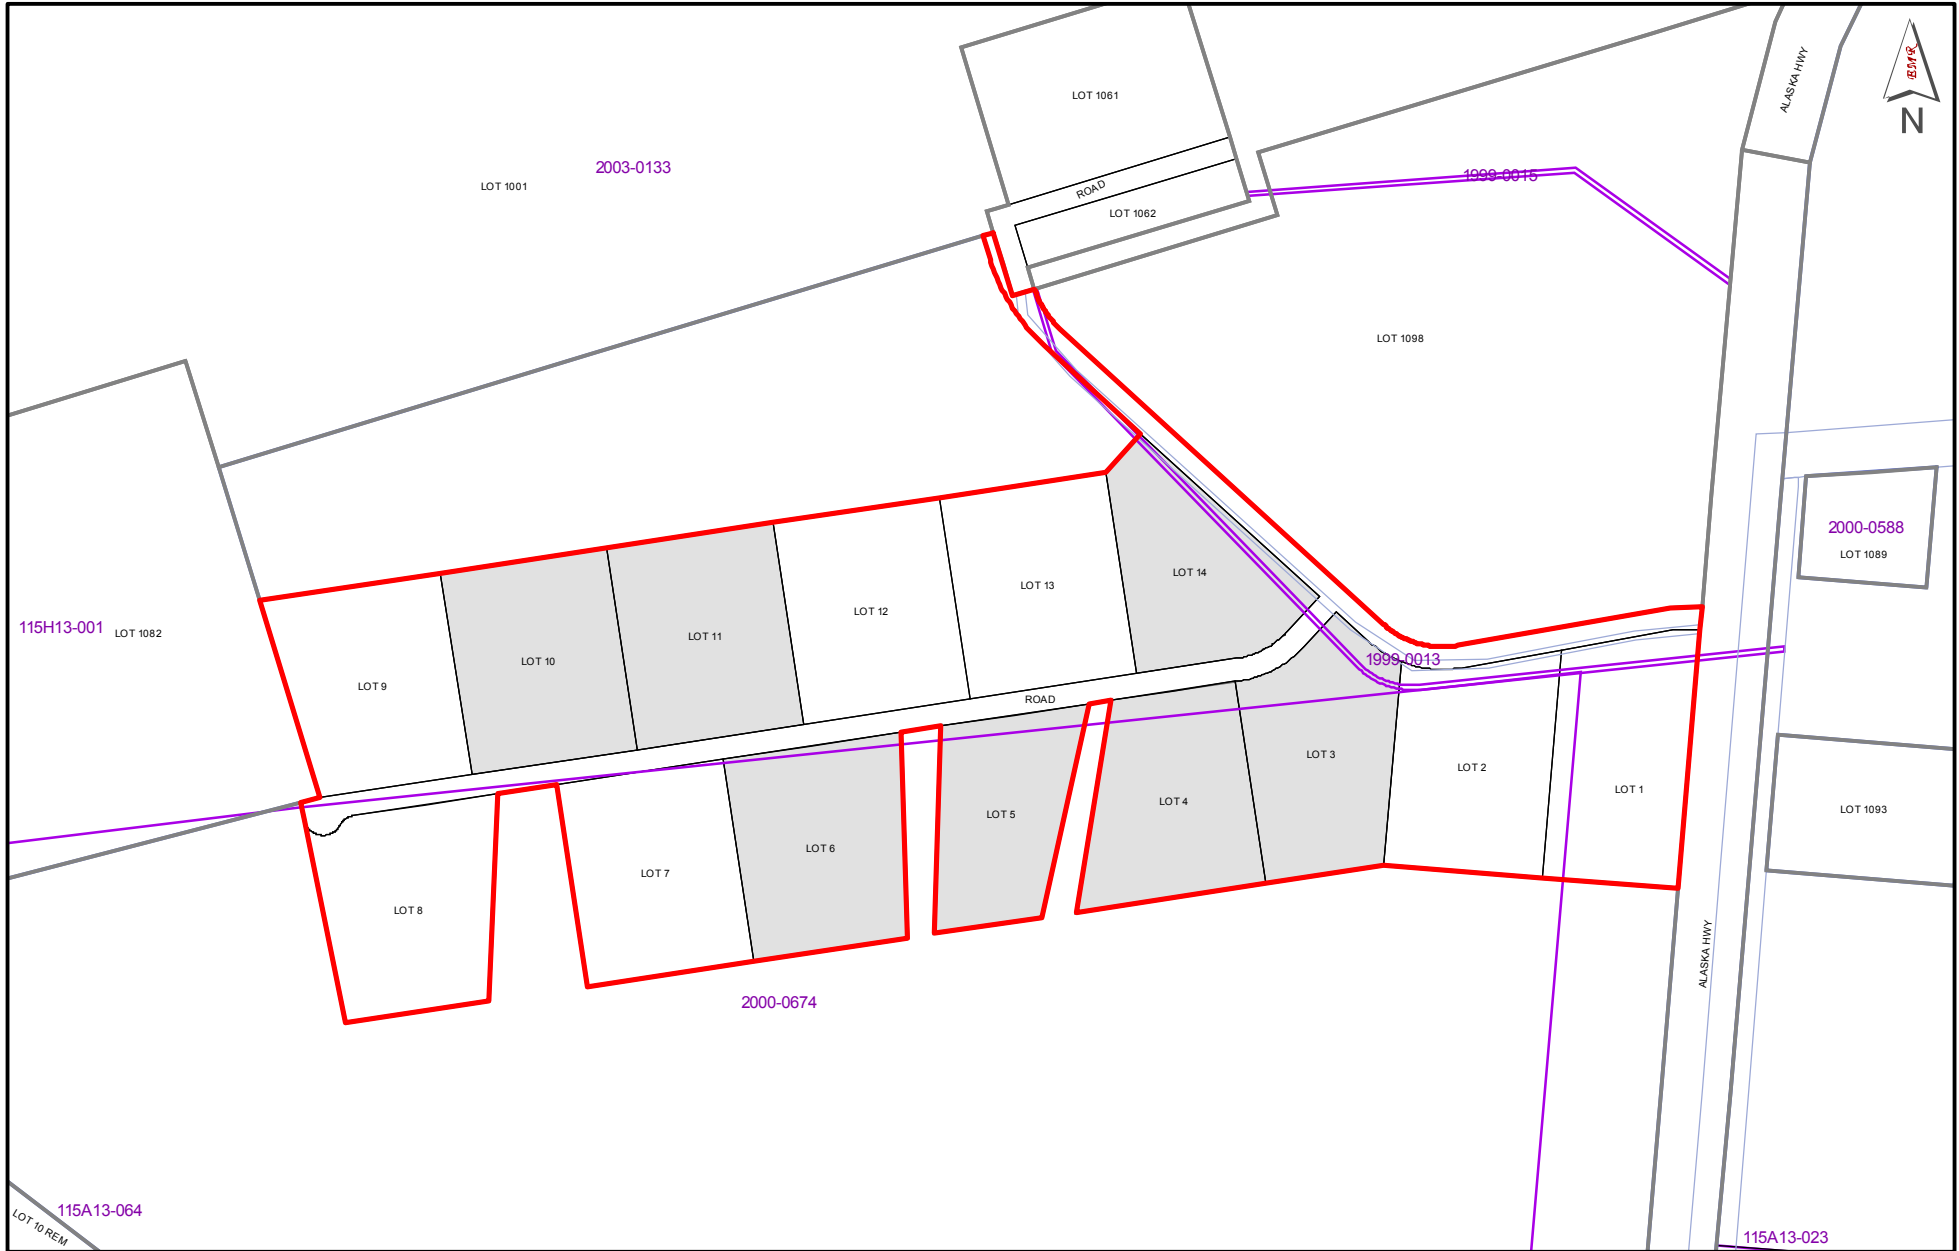 LOT 1061
ALASKA HWY
EMR
N
2003-0133
LOT 1001
1999-0015
ROAD
LOT 1062
LOT 1098
2000-0588
LOT 1089
LOT 14
LOT 13
LOT 12
115H13-001
LOT 1082
LOT 11
LOT 10
LOT 9
1999-0013
ROAD
LOT 3
LOT 2
LOT 1
LOT 4
LOT 5
LOT 1093
LOT 6
LOT 7
LOT 8
ALASKA HWY
2000-0674
115A13-064
LOT 10 REM
115A13-023